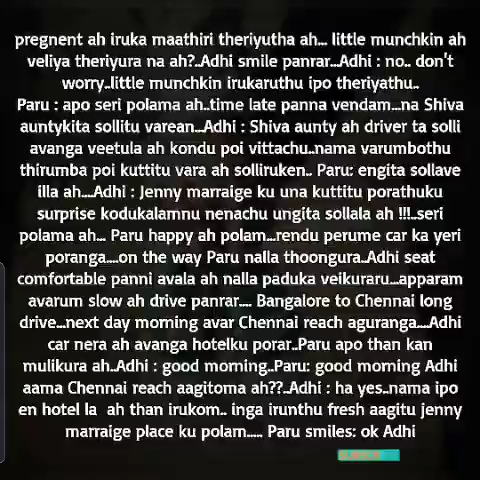 pregnent ah iruka maathiri theriyutha ah... little munchkin ah
veliya theriyura na ah?..Adhi smile panrar...Adhi : no.. don't
worry..little munchkin irukaruthu ipo theriyathu..
Paru : apo seri polama ah..time late panna vendam...na Shiva
auntykita sollitu varean...Adhi : Shiva aunty ah driver ta solli
avanga veetula ah kondu poi vittachu..nama varumbothu
thirumba poi kuttitu vara ah solliruken.. Paru: engita sollave
illa ah....Adhi : Jenny marraige ku una kuttitu porathuku
surprise kodukalamnu nenachu ungita sollala ah !!!..seri
polama ah... Paru happy ah polam...rendu perume car ka yeri
poranga....on the way Paru nalla thoongura..Adhi seat
comfortable panni avala ah nalla paduka veikuraru...apparam
avarum slow ah drive panrar.... Bangalore to Chennai long
drive...next day morning avar Chennai reach aguranga....Adhi
car nera ah avanga hotelku porar..Paru apo than kan
mulikura ah..Adhi : good morning..Paru: good morning Adhi
aama Chennai reach aagitoma ah??..Adhi : ha yes..nama ipo
en hotel la ah than irukom.. inga irunthu fresh aagitu jenny
marraige place ku polam..... Paru smiles: ok Adhi